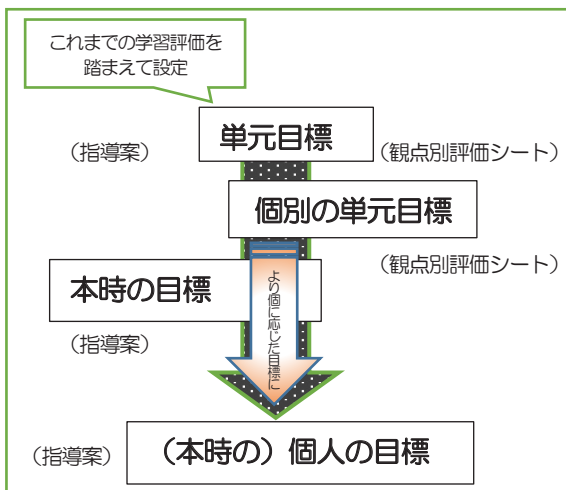 これまでの学習評価を
踏まえて設定
単元目標
(指導案)
(観点別評価シート)
個別の単元目標
(観点別評価シート)
本時の目標
(指導案)
より個に応じた目標に
(指導案)
(本時の)個人の目標